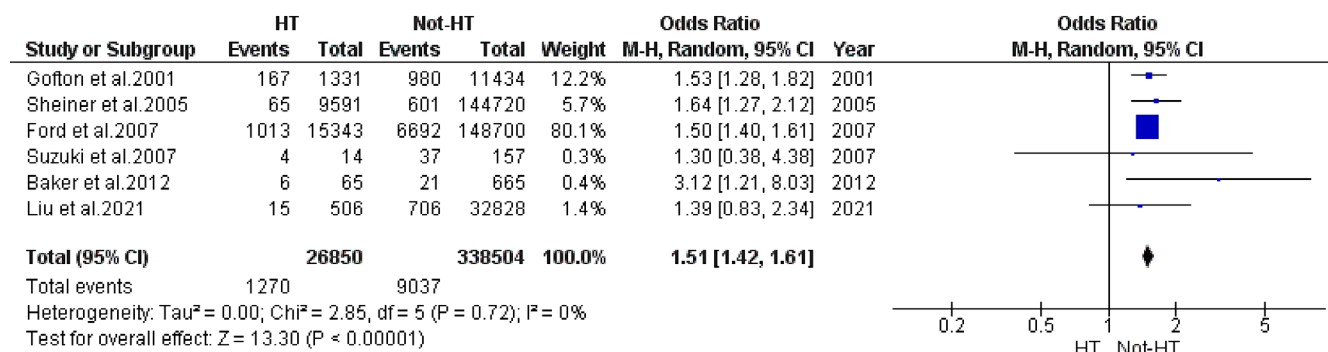 HT Not-HT Odds Ratio Odds Ratio
Study or Subgroup Events Total Events Total Weight M-H, Random, 95% CI Year M-H, Random, 95% CI
Gofton et al.2001 167 1331 980 11434 12.2% 1.53 [1.28, 1.82] 2001
Sheiner et al.2005 65 9591 601 144720 5.7% 1.64 [1.27, 2.12] 2005
Ford et al.2007 1013 15343 6692 148700 80.1% 1.50 [1.40, 1.61] 2007
Suzuki et al.2007 4 14 37 157 0.3% 1.30 [0.38, 4.38] 2007
Baker et al.2012 6 65 21 665 0.4% 3.12 [1.21, 8.03] 2012
Liu et al.2021 15 506 706 32828 1.4% 1.39 [0.83, 2.34] 2021
Total (95% CI) 26850 338504 100.0% 1.51 [1.42, 1.61]
Total events 1270 9037
Heterogeneity: Tau² = 0.00; Chi² = 2.85, df = 5 (P = 0.72); I² = 0%
Test for overall effect: Z = 13.30 (P < 0.00001)
0.2 0.5 1 2 5
HT Not-HT